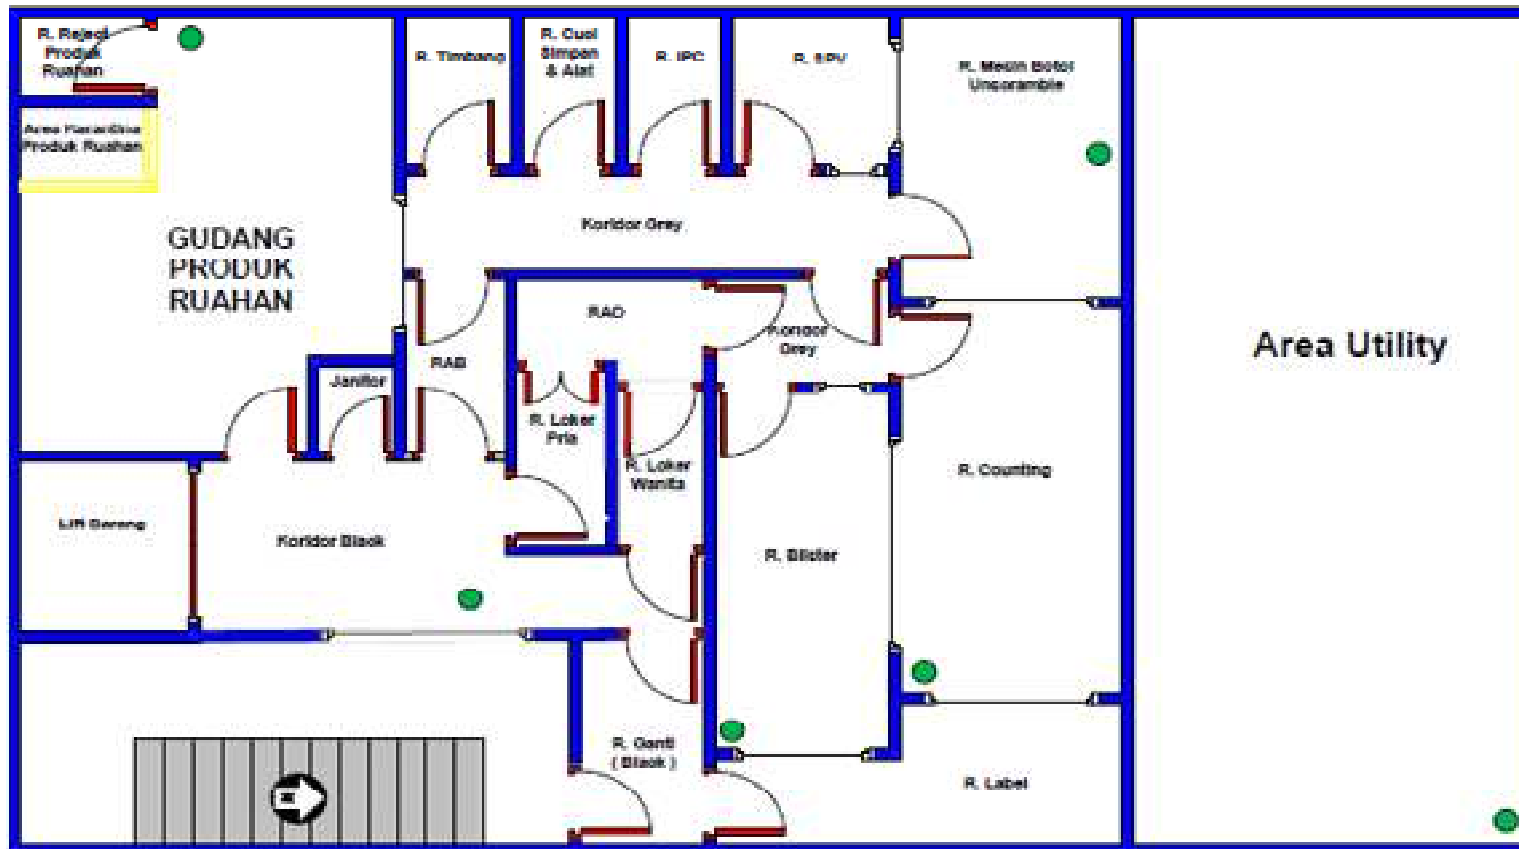 R. Reject
Produk
Ruahan
R. Timbang
R. Cuci
Simpan
& Alat
R. IPC
R. SPV
R. Mesin Botol
Unscramble
Area Karantina
Produk Ruahan
Koridor Grey
GUDANG
PRODUK
RUAHAN
RAO
Koridor
Grey
Area Utility
RAB
Janitor
R. Loker
Pria
R. Loker
Wanita
R. Counting
Lift Barang
Koridor Black
R. Blister
R. Ganti
( Black )
R. Label